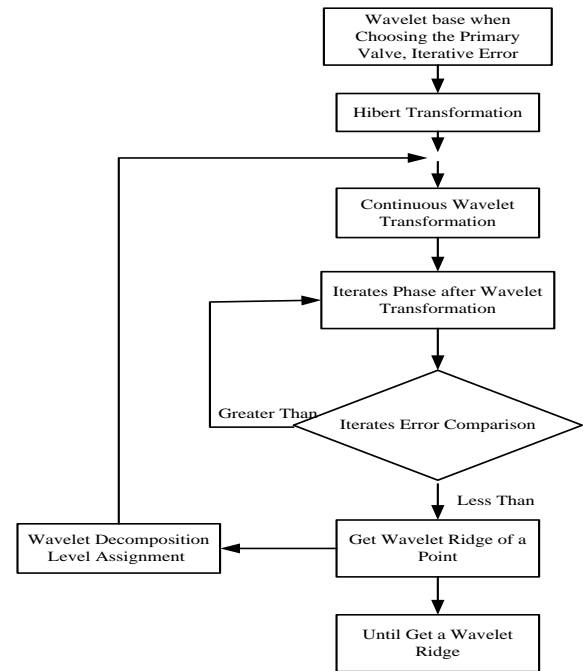 Wavelet base when
Choosing the Primary
Valve, Iterative Error
Hibert Transformation
Continuous Wavelet
Transformation
Iterates Phase after Wavelet
Transformation
Greater Than
Iterates Error Comparison
Less Than
Wavelet Decomposition
Level Assignment
Get Wavelet Ridge of a
Point
Until Get a Wavelet
Ridge